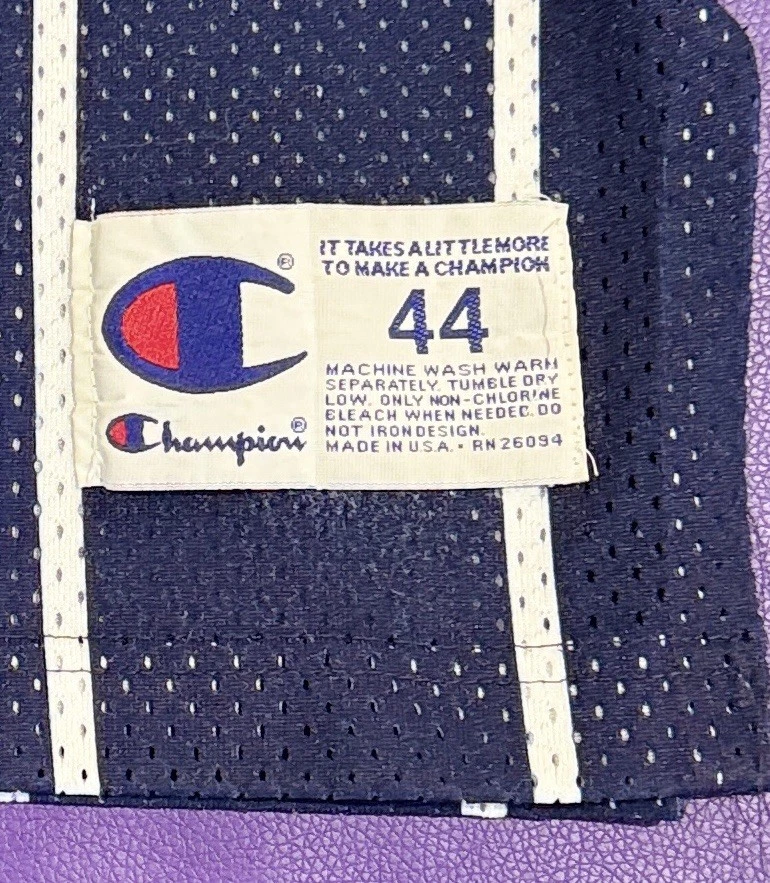 ®
IT TAKES A LITTLE MORE
TO MAKE A CHAMPION
44
MACHINE WASH WARM
SEPARATELY. TUMBLE DRY
LOW. ONLY NON-CHLORINE
BLEACH WHEN NEEDED. DO
NOT IRON DESIGN.
MADE IN U.S.A. - RN 26094
Champion®